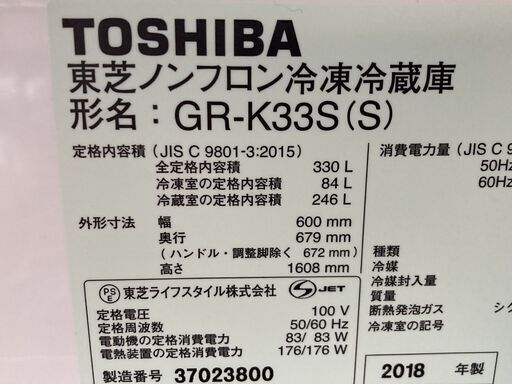 TOSHIBA
東芝ノンフロン冷凍冷蔵庫
形名：GR-K33S(S)
定格内容積（JIS C 9801-3:2015）
全定格内容積 330 L
冷凍室の定格内容積 84 L
冷蔵室の定格内容積 246 L
外形寸法 幅 600 mm
奥行 679 mm
（ハンドル・調整脚除く 672 mm）
高さ 1608 mm
PSE 東芝ライフスタイル株式会社 S JET
定格電圧 100 V
定格周波数 50/60 Hz
電動機の定格消費電力 83/ 83 W
電熱装置の定格消費電力 176/176 W
製造番号 37023800
消費電力量（JIS C 9
50Hz
60Hz
種類
冷媒
冷媒封入量
質量
断熱発泡ガス シク
冷凍室の記号
2018 年製